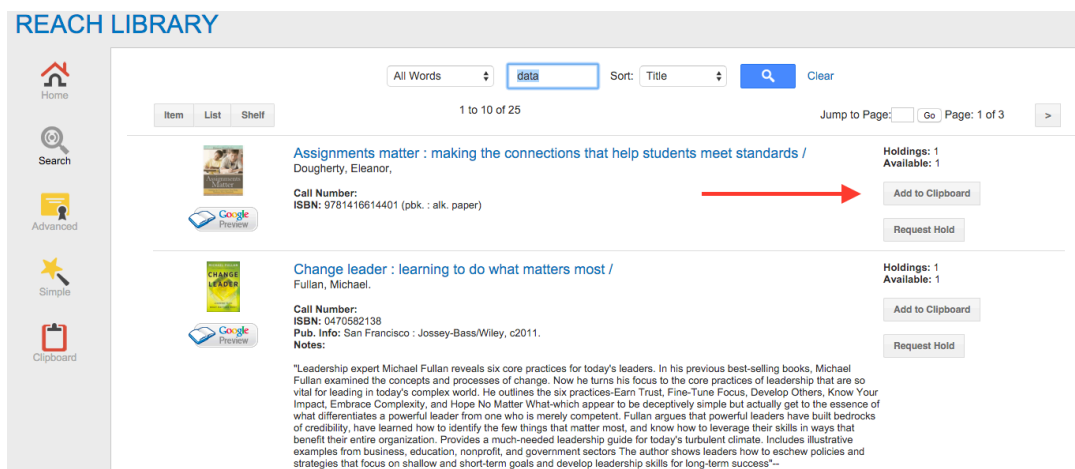 REACH LIBRARY
Home
Search
Advanced
Simple
Clipboard
All Words data Sort: Title Clear
Item List Shelf 1 to 10 of 25 Jump to Page: Go Page: 1 of 3 >
Assignments matter : making the connections that help students meet standards /
Dougherty, Eleanor,
Call Number:
ISBN: 9781416614401 (pbk. : alk. paper)
Assignments
Matter
Google
Preview
Holdings: 1
Available: 1
Add to Clipboard
Request Hold
Change leader : learning to do what matters most /
Fullan, Michael.
Call Number:
ISBN: 0470582138
Pub. Info: San Francisco : Jossey-Bass/Wiley, c2011.
Notes:
CHANGE
LEADER
Google
Preview
Holdings: 1
Available: 1
Add to Clipboard
Request Hold
"Leadership expert Michael Fullan reveals six core practices for today's leaders. In his previous best-selling books, Michael
Fullan examined the concepts and processes of change. Now he turns his focus to the core practices of leadership that are so
vital for leading in today's complex world. He outlines the six practices-Earn Trust, Fine-Tune Focus, Develop Others, Know Your
Impact, Embrace Complexity, and Hope No Matter What-which appear to be deceptively simple but actually get to the essence of
what differentiates a powerful leader from one who is merely competent. Fullan argues that powerful leaders have built bedrocks
of credibility, have learned how to identify the few things that matter most, and know how to leverage their skills in ways that
benefit their entire organization. Provides a much-needed leadership guide for today's turbulent climate. Includes illustrative
examples from business, education, nonprofit, and government sectors The author shows leaders how to eschew policies and
strategies that focus on shallow and short-term goals and develop leadership skills for long-term success"--